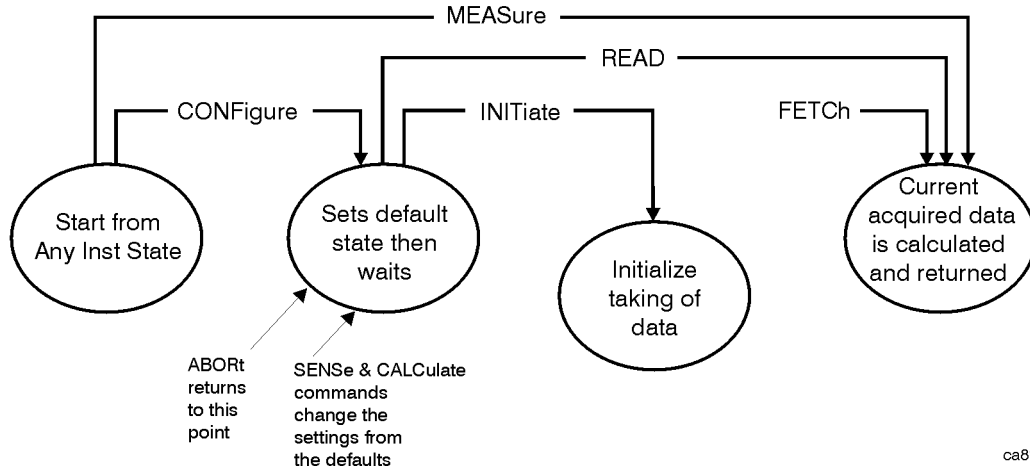 MEASure
READ
CONFigure
INITiate
FETCh
Start from
Any Inst State
Sets default
state then
waits
Initialize
taking of
data
Current
acquired data
is calculated
and returned
ABORt
returns
to this
point
SENSe & CALCulate
commands
change the
settings from
the defaults
ca8